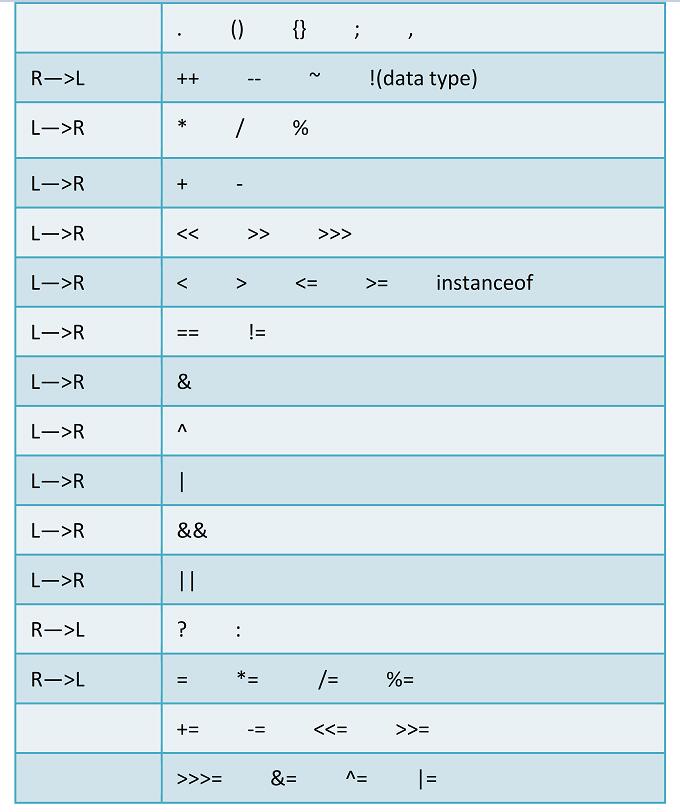 . () {} ; ,
R—>L ++ -- ~ !(data type)
L—>R * / %
L—>R + -
L—>R << >> >>>
L—>R < > <= >= instanceof
L—>R == !=
L—>R &
L—>R ^
L—>R |
L—>R &&
L—>R ||
R—>L ? :
R—>L = *= /= %=
+= -= <<= >>=
>>>= &= ^= |=